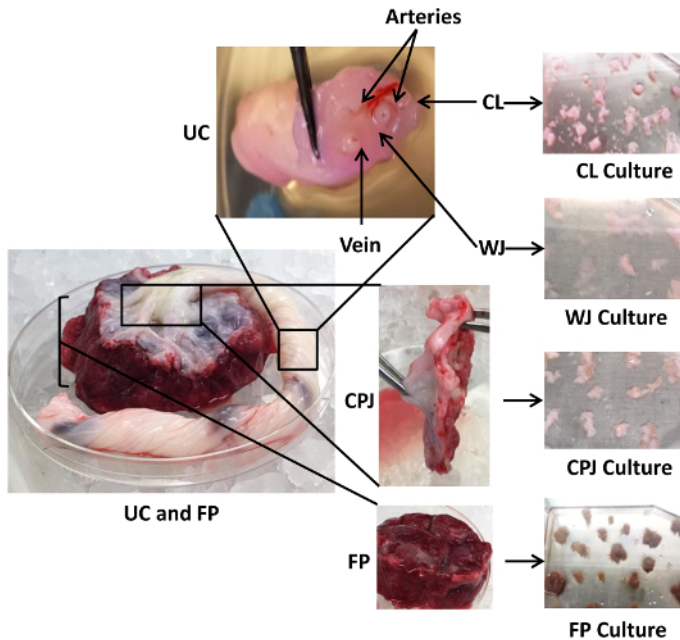 Arteries
UC
CL
CL Culture
Vein
WJ
WJ Culture
CPJ
CPJ Culture
UC and FP
FP
FP Culture